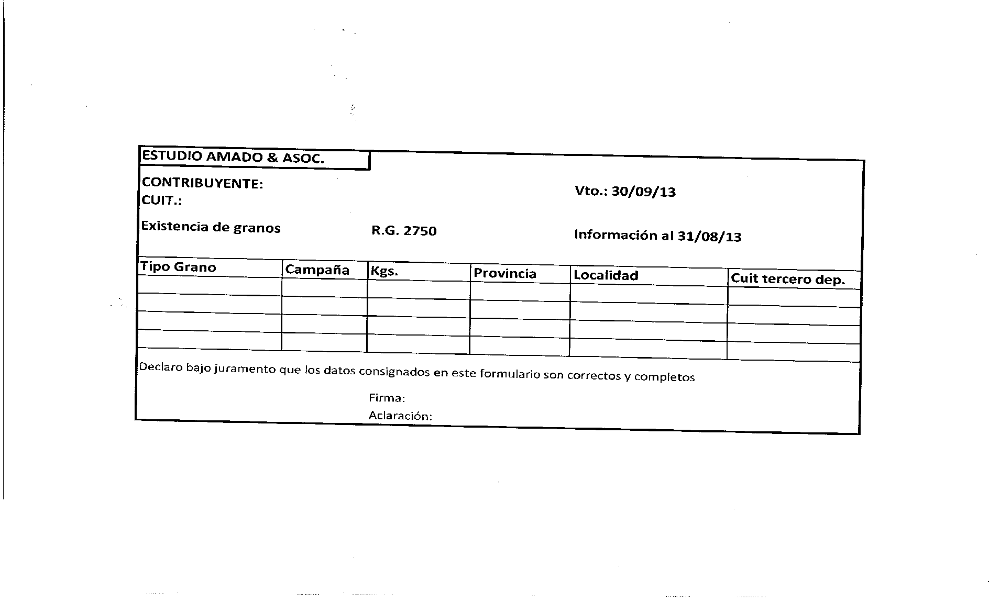 ESTUDIO AMADO & ASOC.
CONTRIBUYENTE:
Vto.: 30/09/13
CUIT.:
Existencia de granos R.G. 2750 Información al 31/08/13
Tipo Grano Campaña Kgs. Provincia Localidad Cuit tercero dep.
Declaro bajo juramento que los datos consignados en este formulario son correctos y completos
Firma:
Aclaración: